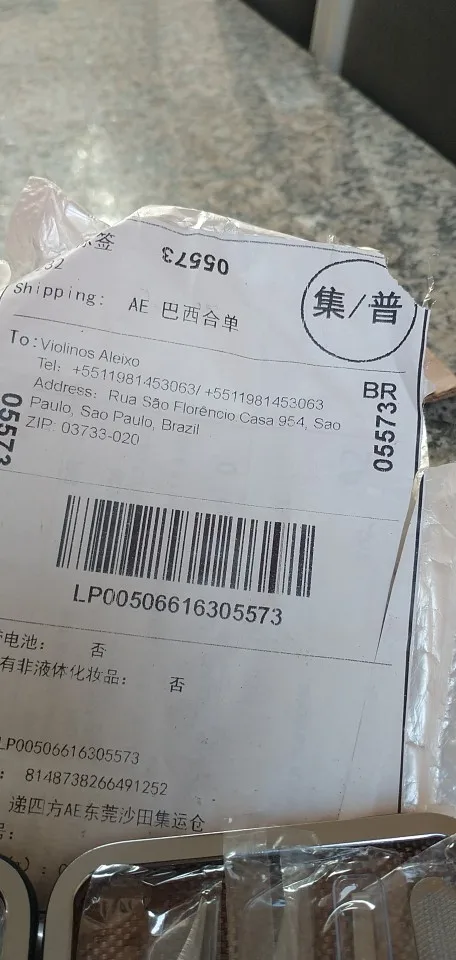 签
05573
32
Shipping: AE 巴西合单
集/普
To: Violinos Aleixo
Tel: +5511981453063/ +5511981453063
Address: Rua São Florêncio Casa 954, Sao
Paulo, Sao Paulo, Brazil
ZIP: 03733-020
BR
05573
05573
LP00506616305573
电池: 否
有非液体化妆品: 否
LP00506616305573
: 8148738266491252
递四方AE东莞沙田集运仓
号: